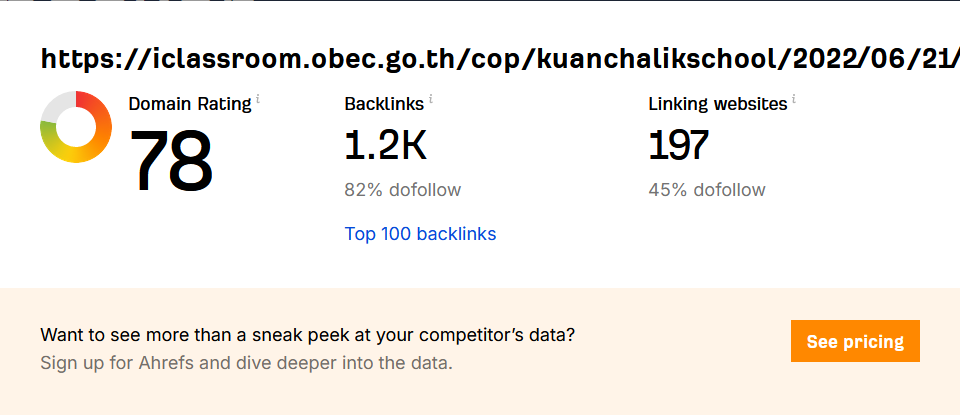 https://iclassroom.obec.go.th/cop/kuanchalikschool/2022/06/21/
Domain Rating i
78
Backlinks i
1.2K
82% dofollow
Top 100 backlinks
Linking websites i
197
45% dofollow
Want to see more than a sneak peek at your competitor’s data?
Sign up for Ahrefs and dive deeper into the data.
See pricing